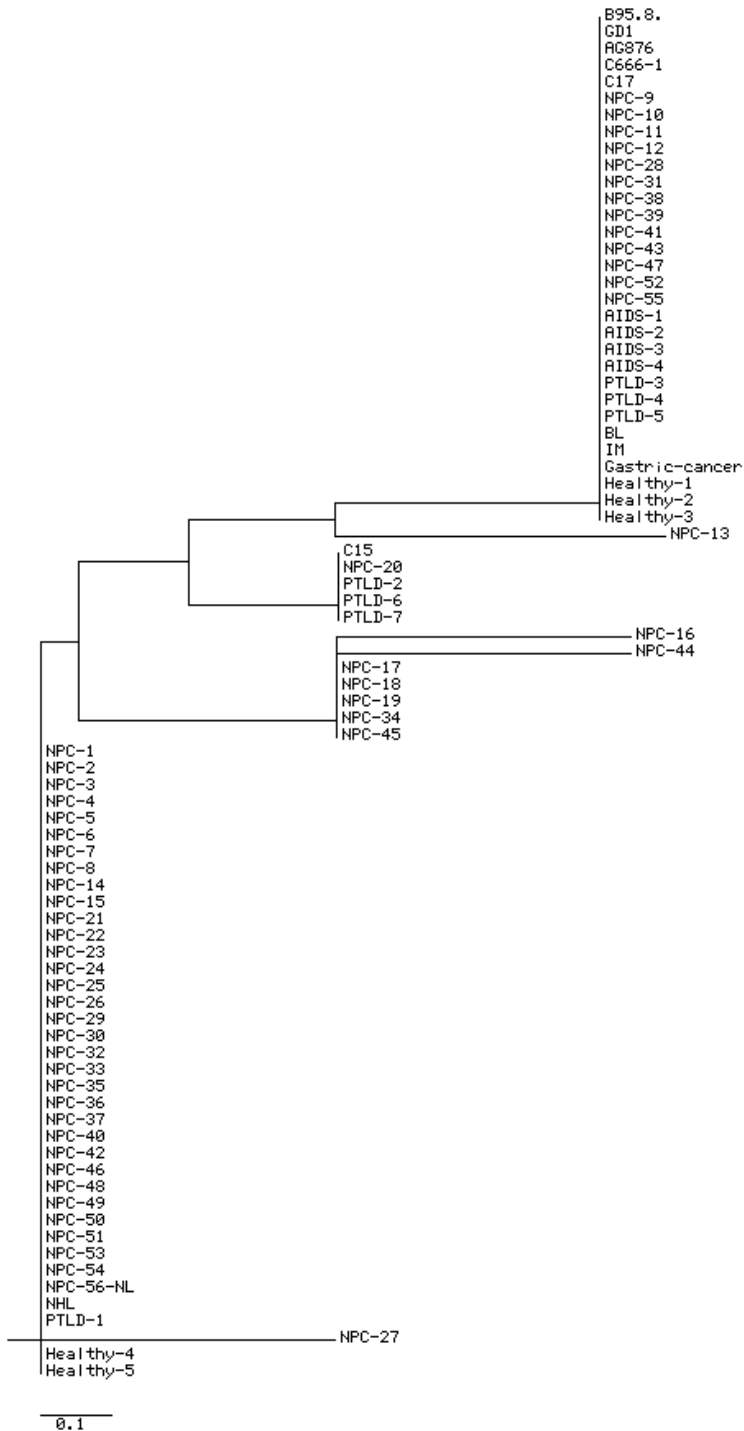 B95.8.
GD1
AG876
C666-1
C17
NPC-9
NPC-10
NPC-11
NPC-12
NPC-28
NPC-31
NPC-38
NPC-39
NPC-41
NPC-43
NPC-47
NPC-52
NPC-55
AIDS-1
AIDS-2
AIDS-3
AIDS-4
PTLD-3
PTLD-4
PTLD-5
BL
IM
Gastric-cancer
Healthy-1
Healthy-2
Healthy-3
NPC-13
C15
NPC-20
PTLD-2
PTLD-6
PTLD-7
NPC-16
NPC-44
NPC-17
NPC-18
NPC-19
NPC-34
NPC-45
NPC-1
NPC-2
NPC-3
NPC-4
NPC-5
NPC-6
NPC-7
NPC-8
NPC-14
NPC-15
NPC-21
NPC-22
NPC-23
NPC-24
NPC-25
NPC-26
NPC-29
NPC-30
NPC-32
NPC-33
NPC-35
NPC-36
NPC-37
NPC-40
NPC-42
NPC-46
NPC-48
NPC-49
NPC-50
NPC-51
NPC-53
NPC-54
NPC-56-NL
NHL
PTLD-1
NPC-27
Healthy-4
Healthy-5
0.1